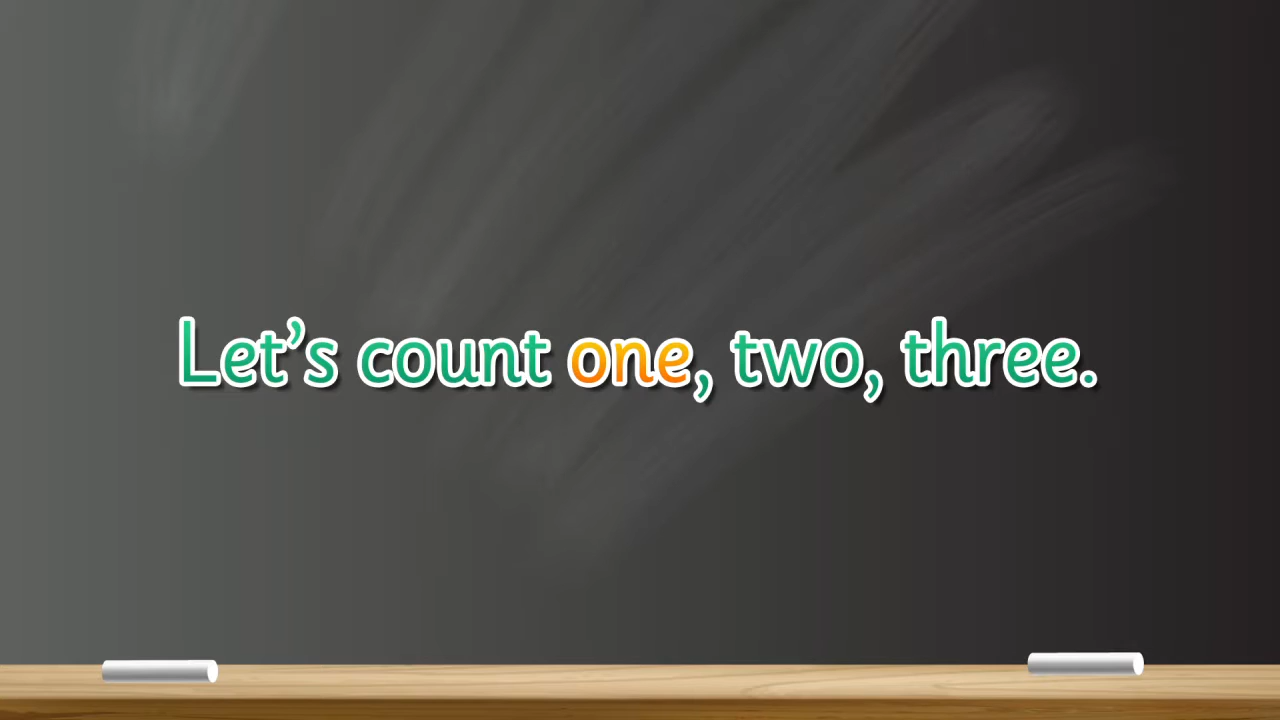 Let’s count one, two, three.